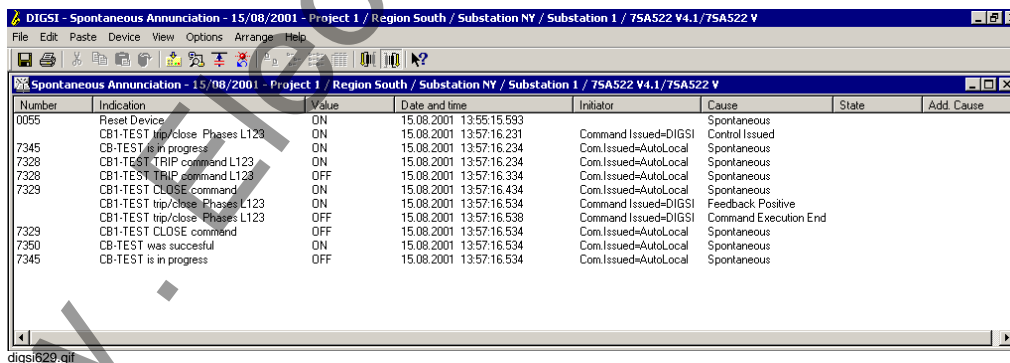 DIGSI - Spontaneous Annunciation - 15/08/2001 - Project 1 / Region South / Substation NY / Substation 1 / 7SA522 V4.1/7SA522 V
File Edit Paste Device View Options Arrange Help
Spontaneous Annunciation - 15/08/2001 - Project 1 / Region South / Substation NY / Substation 1 / 7SA522 V4.1/7SA522 V
Number Indication Value Date and time Initiator Cause State Add. Cause
0055 Reset Device ON 15.08.2001 13:55:15.593 Spontaneous
CB1-TEST trip/close Phases L123 ON 15.08.2001 13:57:16.231 Command Issued=DIGSI Control Issued
7345 CB-TEST is in progress ON 15.08.2001 13:57:16.234 Com.Issued=AutoLocal Spontaneous
7328 CB1-TEST TRIP command L123 ON 15.08.2001 13:57:16.234 Com.Issued=AutoLocal Spontaneous
7328 CB1-TEST TRIP command L123 OFF 15.08.2001 13:57:16.334 Com.Issued=AutoLocal Spontaneous
7329 CB1-TEST CLOSE command ON 15.08.2001 13:57:16.434 Com.Issued=AutoLocal Spontaneous
CB1-TEST trip/close Phases L123 ON 15.08.2001 13:57:16.534 Command Issued=DIGSI Feedback Positive
CB1-TEST trip/close Phases L123 OFF 15.08.2001 13:57:16.538 Command Issued=DIGSI Command Execution End
7329 CB1-TEST CLOSE command OFF 15.08.2001 13:57:16.534 Com.Issued=AutoLocal Spontaneous
7350 CB-TEST was succesful ON 15.08.2001 13:57:16.534 Com.Issued=AutoLocal Spontaneous
7345 CB-TEST is in progress OFF 15.08.2001 13:57:16.534 Com.Issued=AutoLocal Spontaneous
digsi629.gif